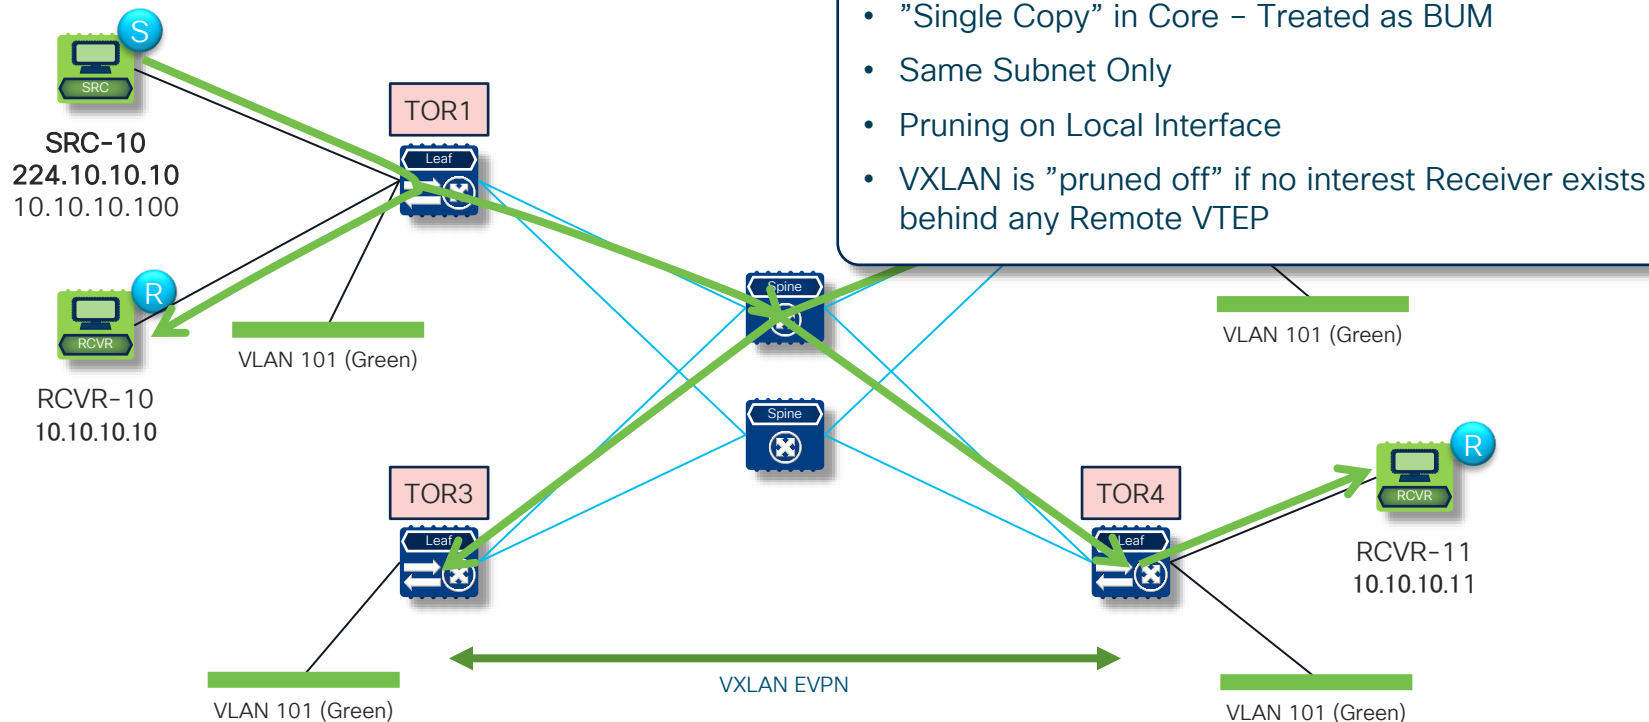 • ”Single Copy” in Core – Treated as BUM
• Same Subnet Only
• Pruning on Local Interface
• VXLAN is ”pruned off” if no interest Receiver exists
behind any Remote VTEP
S
SRC
SRC-10
224.10.10.10
10.10.10.100
TOR1
Leaf
R
RCVR
RCVR-10
10.10.10.10
VLAN 101 (Green)
Spine
VLAN 101 (Green)
Spine
TOR3
Leaf
VLAN 101 (Green)
TOR4
Leaf
R
RCVR
RCVR-11
10.10.10.11
VXLAN EVPN
VLAN 101 (Green)